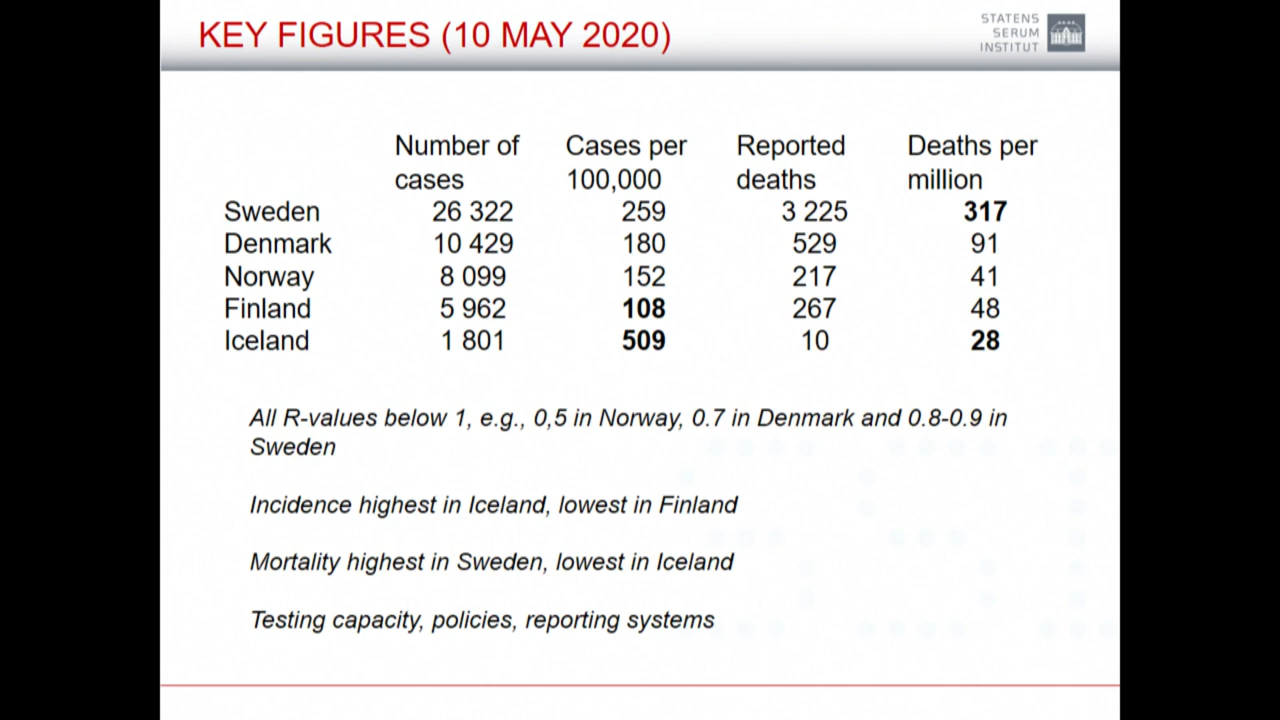 KEY FIGURES (10 MAY 2020)
STATENS
SERUM
INSTITUT
Number of cases Cases per 100,000 Reported deaths Deaths per million
Sweden 26 322 259 3 225 317
Denmark 10 429 180 529 91
Norway 8 099 152 217 41
Finland 5 962 108 267 48
Iceland 1 801 509 10 28
All R-values below 1, e.g., 0,5 in Norway, 0.7 in Denmark and 0.8-0.9 in
Sweden
Incidence highest in Iceland, lowest in Finland
Mortality highest in Sweden, lowest in Iceland
Testing capacity, policies, reporting systems